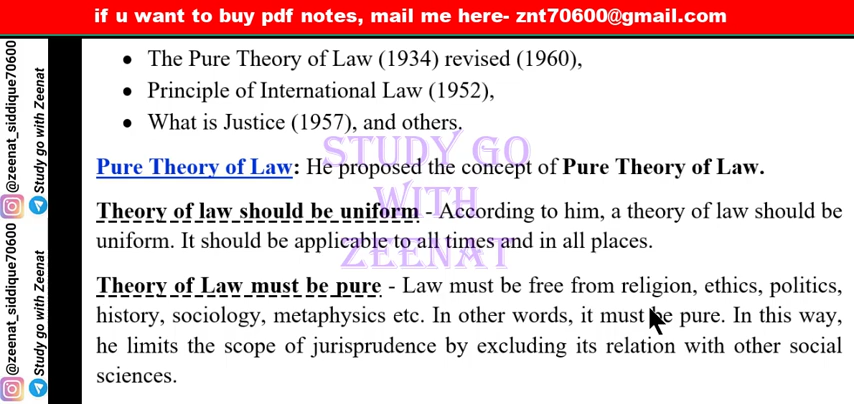 if u want to buy pdf notes, mail me here- znt70600@gmail.com
• The Pure Theory of Law (1934) revised (1960),
• Principle of International Law (1952),
• What is Justice (1957), and others.
Pure Theory of Law: He proposed the concept of Pure Theory of Law.
Theory of law should be uniform - According to him, a theory of law should be
uniform. It should be applicable to all times and in all places.
Theory of Law must be pure - Law must be free from religion, ethics, politics,
history, sociology, metaphysics etc. In other words, it must be pure. In this way,
he limits the scope of jurisprudence by excluding its relation with other social
sciences.
STUDY GO
WITH
ZEENAT
@zeenat_siddique70600
Study go with Zeenat
@zeenat_siddique70600
Study go with Zeenat